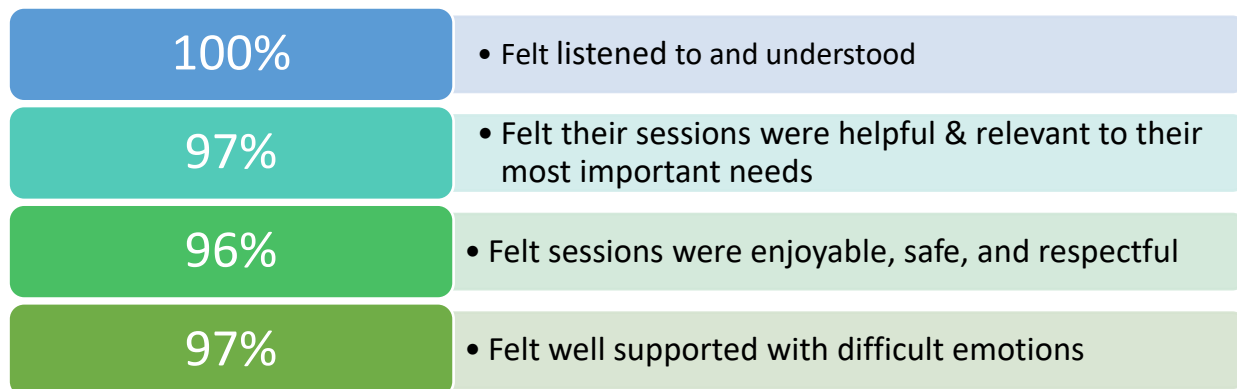 100%
• Felt listened to and understood
97%
• Felt their sessions were helpful & relevant to their
most important needs
96%
• Felt sessions were enjoyable, safe, and respectful
97%
• Felt well supported with difficult emotions